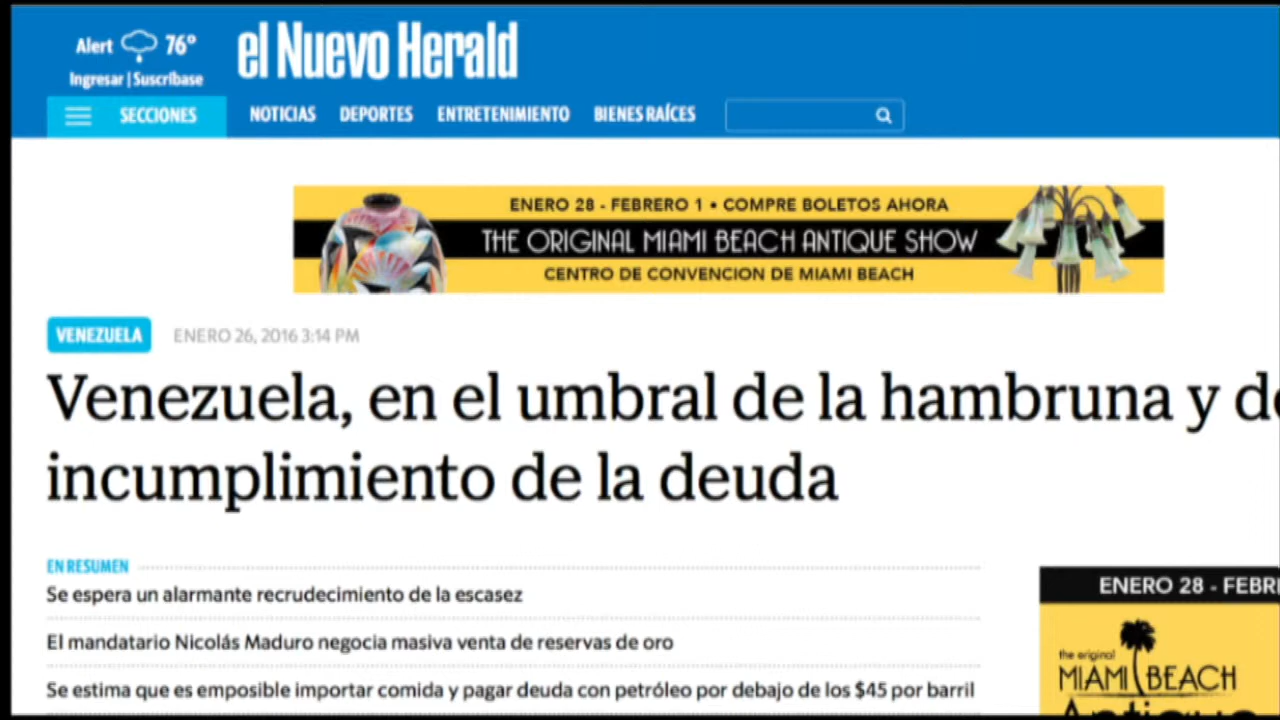 Alert 76°
el Nuevo Herald
Ingresar | Suscríbase
SECCIONES NOTICIAS DEPORTES ENTRETENIMIENTO BIENES RAÍCES
ENERO 28 - FEBRERO 1 • COMPRE BOLETOS AHORA
THE ORIGINAL MIAMI BEACH ANTIQUE SHOW
CENTRO DE CONVENCION DE MIAMI BEACH
VENEZUELA ENERO 26, 2016 3:14 PM
Venezuela, en el umbral de la hambruna y de
incumplimiento de la deuda
EN RESUMEN
Se espera un alarmante recrudecimiento de la escasez
El mandatario Nicolás Maduro negocia masiva venta de reservas de oro
Se estima que es emposible importar comida y pagar deuda con petróleo por debajo de los $45 por barril
ENERO 28 - FEBR
the original
MIAMI BEACH
Antique